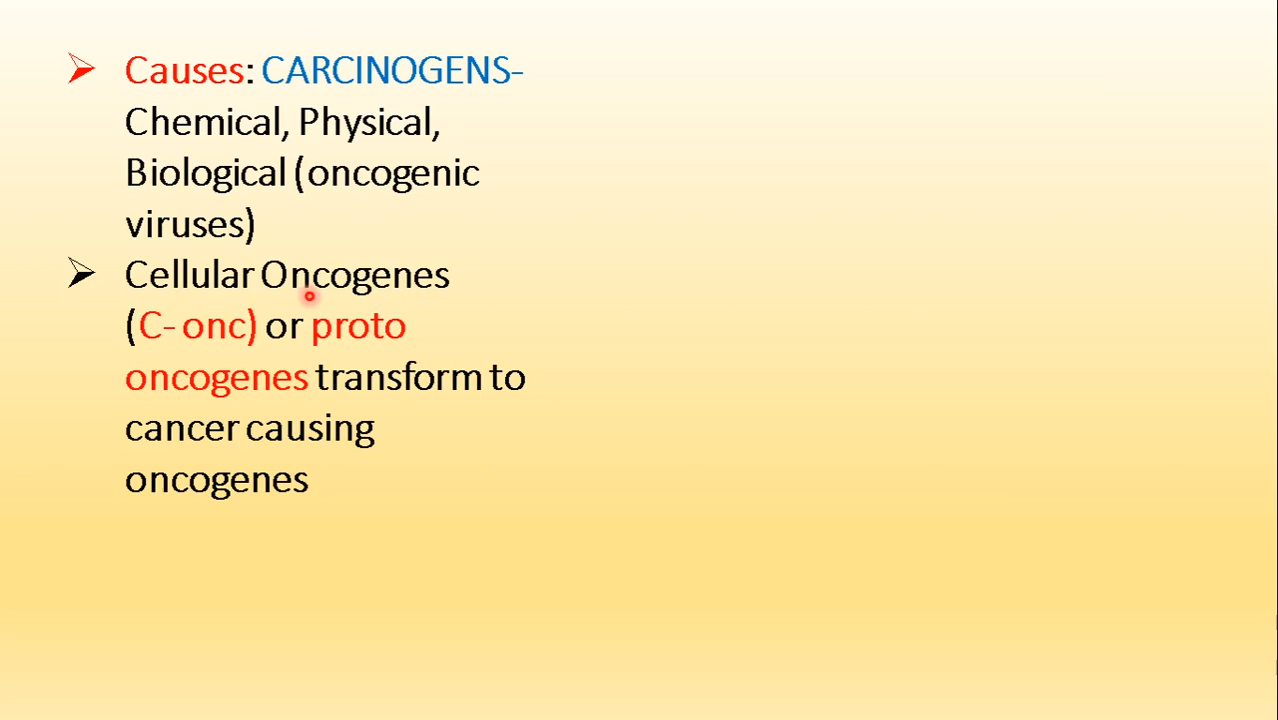 Causes: CARCINOGENS-
Chemical, Physical,
Biological (oncogenic
viruses)
Cellular Oncogenes
(C- onc) or proto
oncogenes transform to
cancer causing
oncogenes